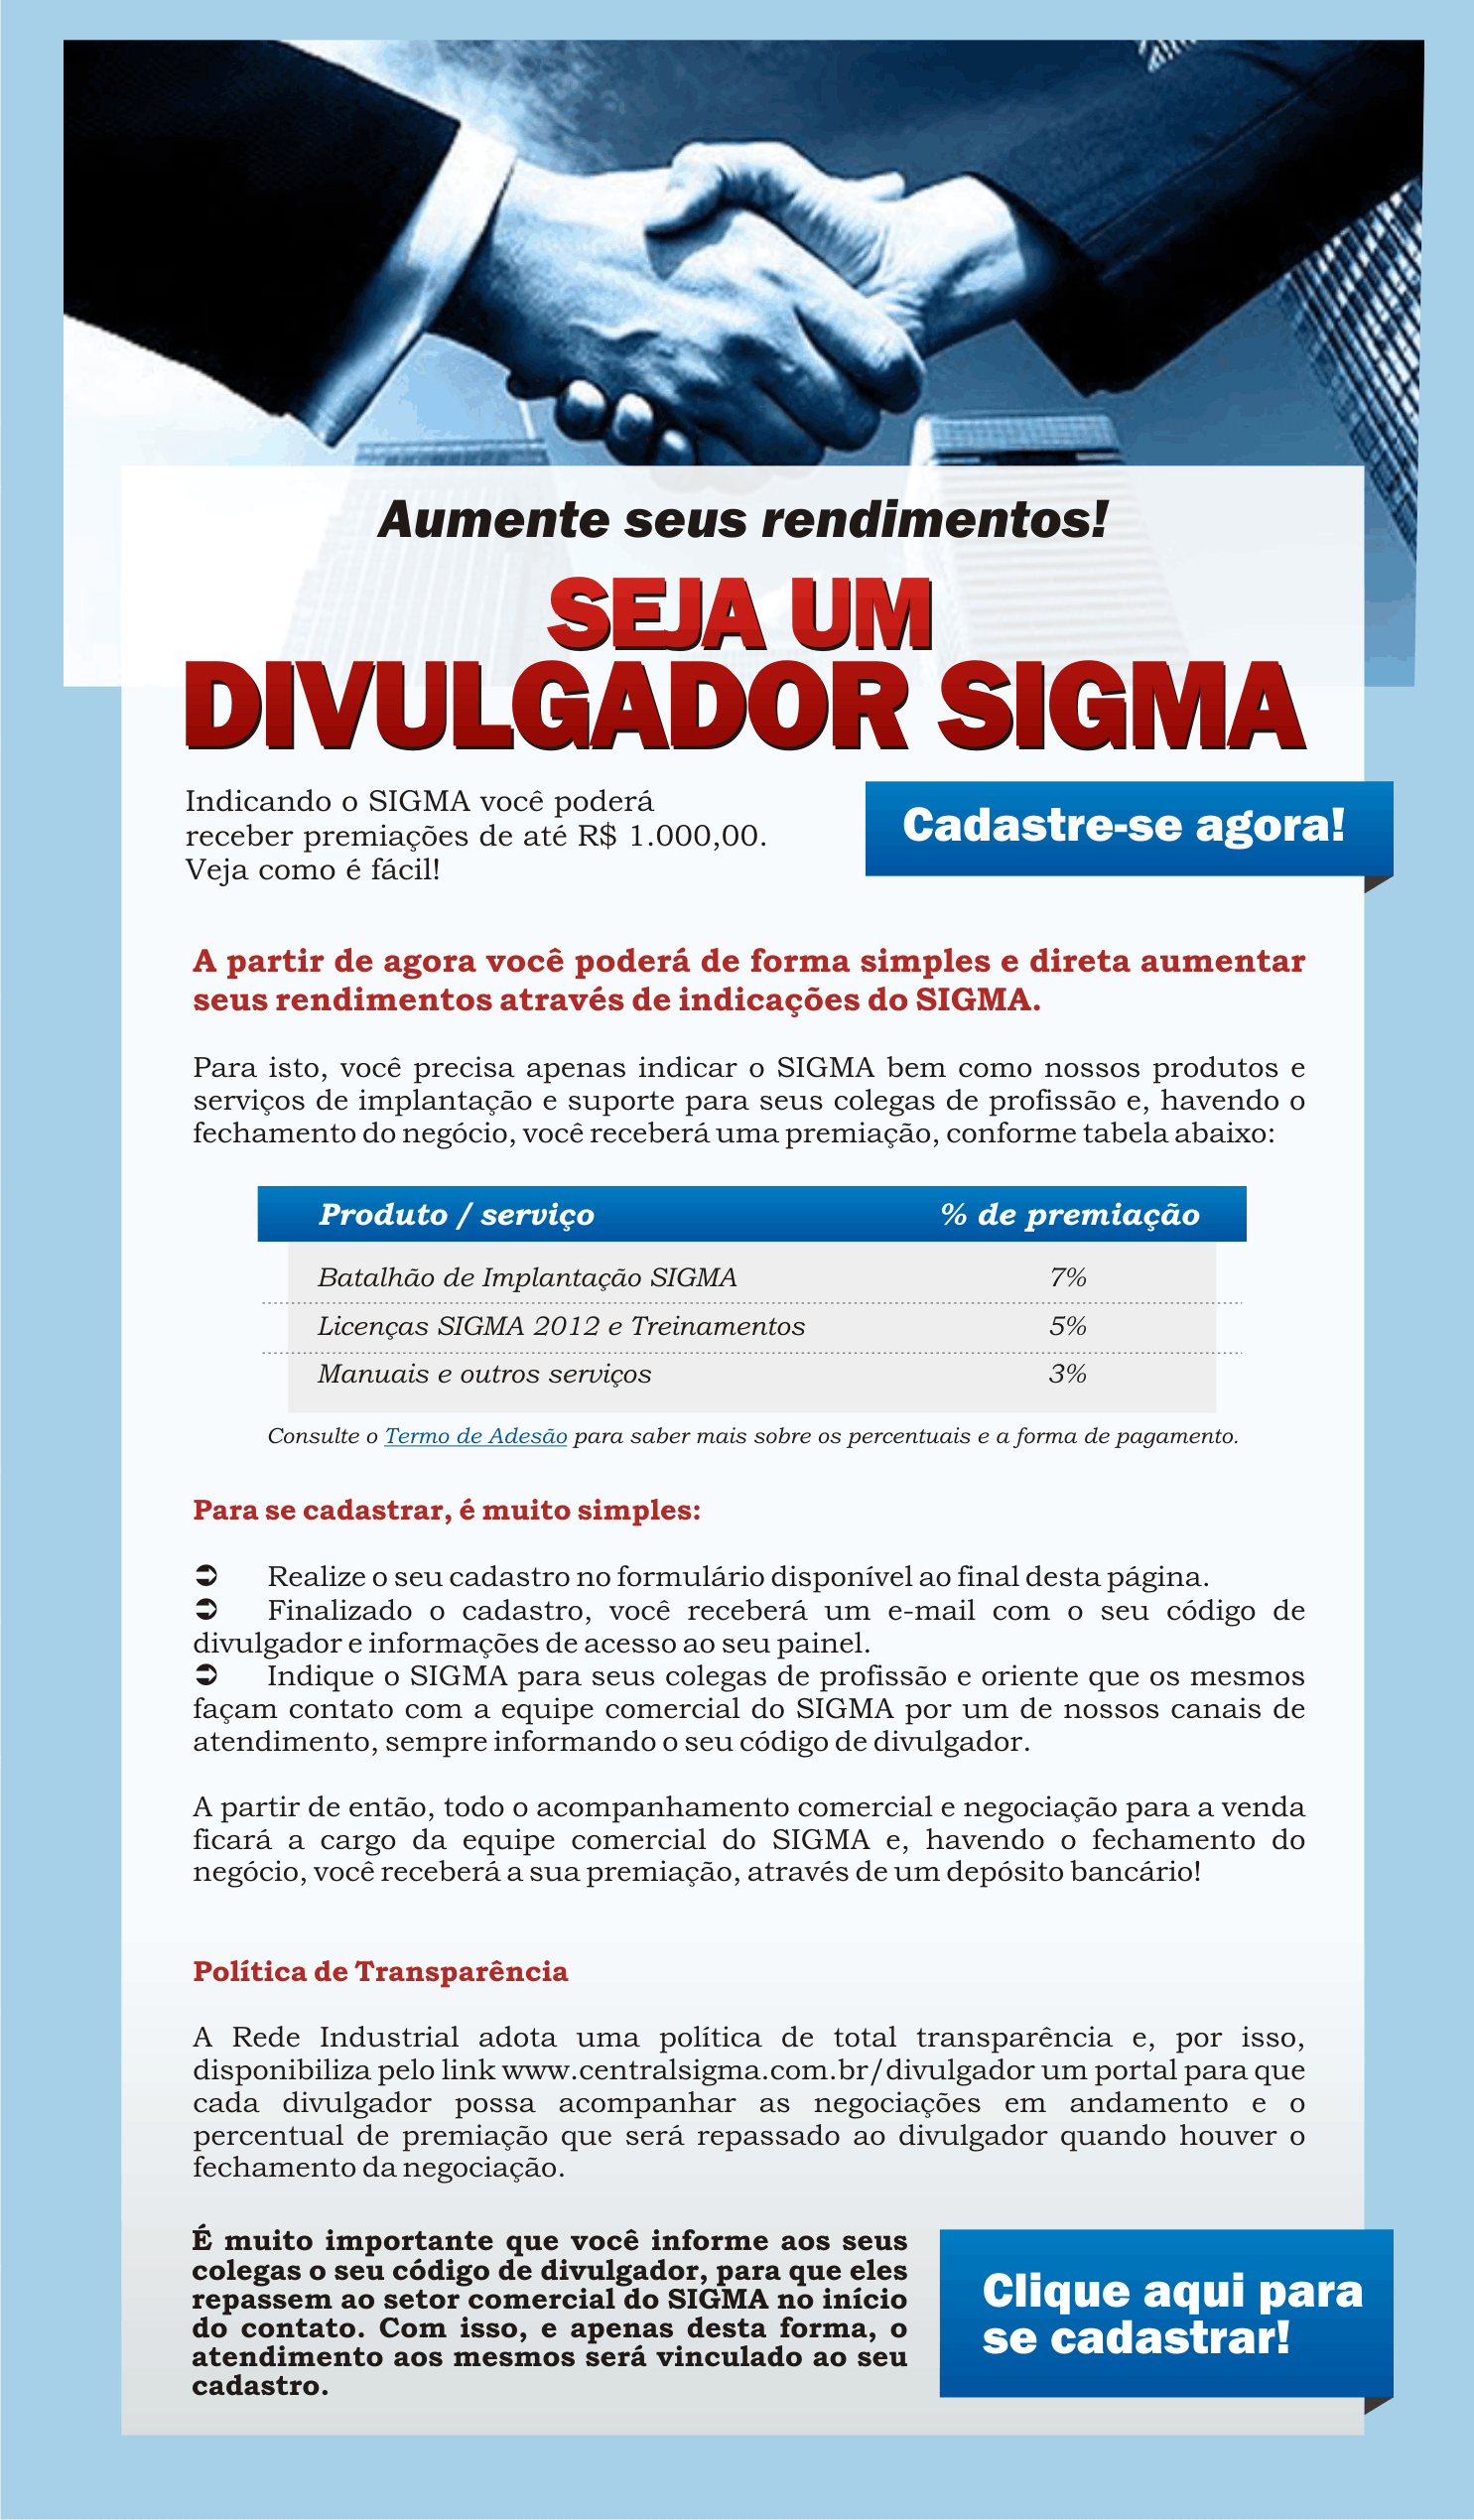 Aumente seus rendimentos!
SEJA UM
DIVULGADOR SIGMA
Indicando o SIGMA você poderá
receber premiações de até R$ 1.000,00.
Veja como é fácil!
Cadastre-se agora!
A partir de agora você poderá de forma simples e direta aumentar
seus rendimentos através de indicações do SIGMA.
Para isto, você precisa apenas indicar o SIGMA bem como nossos produtos e
serviços de implantação e suporte para seus colegas de profissão e, havendo o
fechamento do negócio, você receberá uma premiação, conforme tabela abaixo:
Produto / serviço % de premiação
Batalhão de Implantação SIGMA 7%
Licenças SIGMA 2012 e Treinamentos 5%
Manuais e outros serviços 3%
Consulte o Termo de Adesão para saber mais sobre os percentuais e a forma de pagamento.
Para se cadastrar, é muito simples:
➲ Realize o seu cadastro no formulário disponível ao final desta página.
➲ Finalizado o cadastro, você receberá um e-mail com o seu código de
divulgador e informações de acesso ao seu painel.
➲ Indique o SIGMA para seus colegas de profissão e oriente que os mesmos
façam contato com a equipe comercial do SIGMA por um de nossos canais de
atendimento, sempre informando o seu código de divulgador.
A partir de então, todo o acompanhamento comercial e negociação para a venda
ficará a cargo da equipe comercial do SIGMA e, havendo o fechamento do
negócio, você receberá a sua premiação, através de um depósito bancário!
Política de Transparência
A Rede Industrial adota uma política de total transparência e, por isso,
disponibiliza pelo link www.centralsigma.com.br/divulgador um portal para que
cada divulgador possa acompanhar as negociações em andamento e o
percentual de premiação que será repassado ao divulgador quando houver o
fechamento da negociação.
É muito importante que você informe aos seus
colegas o seu código de divulgador, para que eles
repassem ao setor comercial do SIGMA no início
do contato. Com isso, e apenas desta forma, o
atendimento aos mesmos será vinculado ao seu
cadastro.
Clique aqui para
se cadastrar!